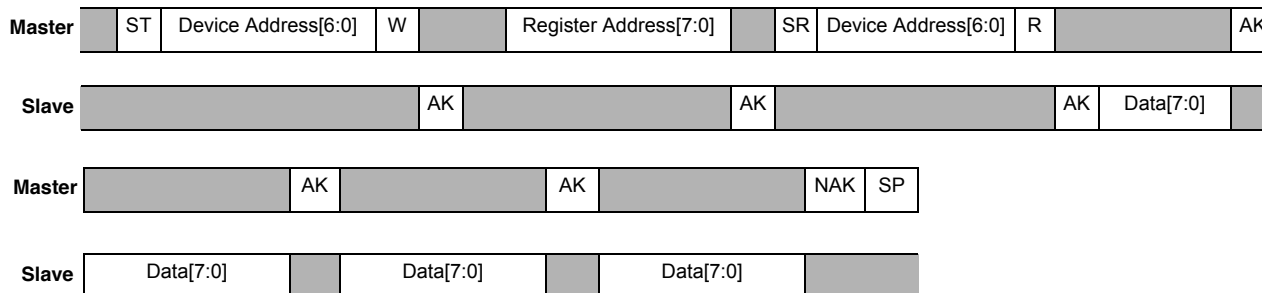 Master ST Device Address[6:0] W Register Address[7:0] SR Device Address[6:0] R AK
Slave AK AK AK Data[7:0]
Master AK AK NAK SP
Slave Data[7:0] Data[7:0] Data[7:0]